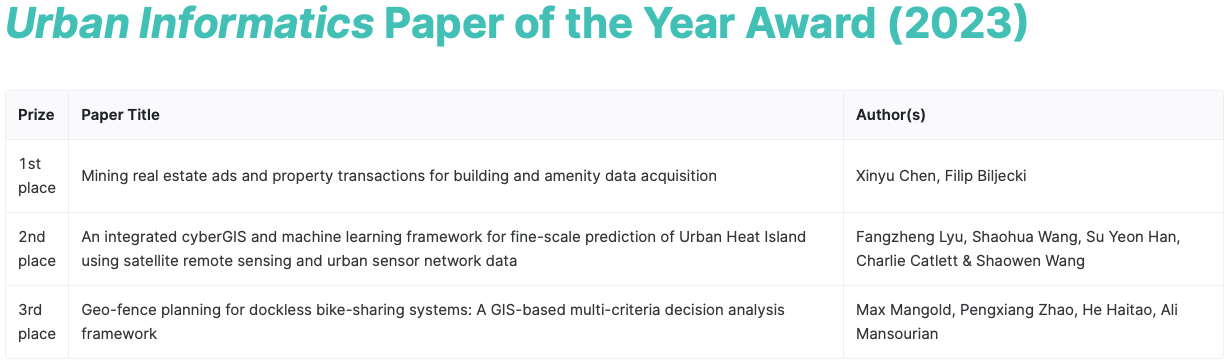 Urban Informatics Paper of the Year Award (2023)
Prize Paper Title Author(s)
1st
place
Mining real estate ads and property transactions for building and amenity data acquisition
Xinyu Chen, Filip Biljecki
2nd
place
An integrated cyberGIS and machine learning framework for fine-scale prediction of Urban Heat Island
using satellite remote sensing and urban sensor network data
Fangzheng Lyu, Shaohua Wang, Su Yeon Han,
Charlie Catlett & Shaowen Wang
3rd
place
Geo-fence planning for dockless bike-sharing systems: A GIS-based multi-criteria decision analysis
framework
Max Mangold, Pengxiang Zhao, He Haitao, Ali
Mansourian